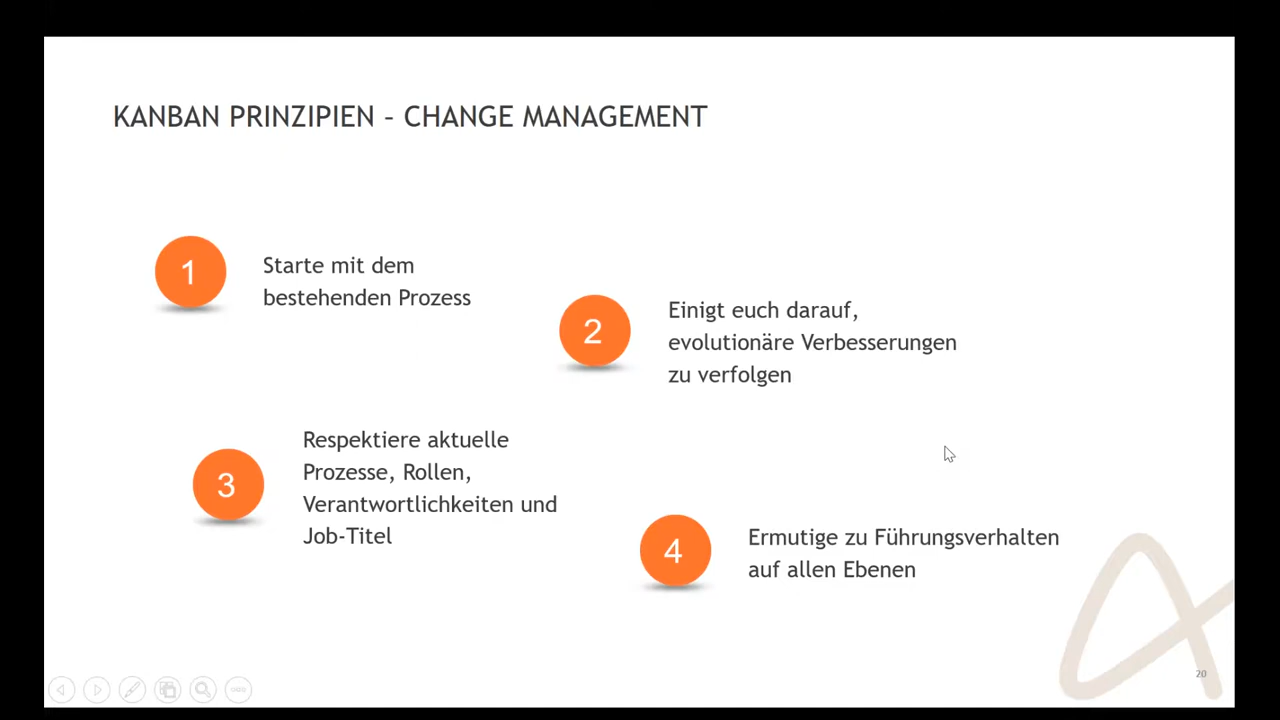 KANBAN PRINZIPIEN – CHANGE MANAGEMENT
1
Starte mit dem
bestehenden Prozess
2
Einigt euch darauf,
evolutionäre Verbesserungen
zu verfolgen
3
Respektiere aktuelle
Prozesse, Rollen,
Verantwortlichkeiten und
Job-Titel
4
Ermutige zu Führungsverhalten
auf allen Ebenen
20